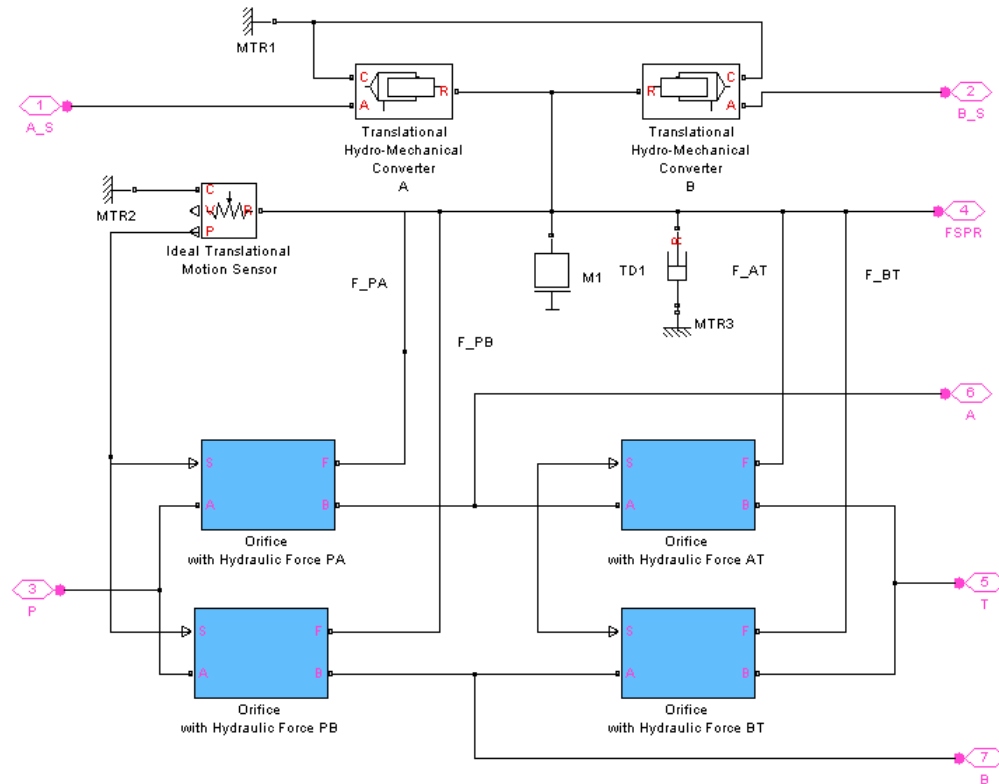 MTR1
C
A
R
R
C
A
1
A_S
2
B_S
Translational
Hydro-Mechanical
Converter
A
Translational
Hydro-Mechanical
Converter
B
MTR2
C
V
R
P
Ideal Translational
Motion Sensor
4
FSPR
F_PA
M1
R
TD1
F_AT
F_BT
MTR3
F_PB
6
A
S
F
A
B
Orifice
with Hydraulic Force PA
S
F
A
B
Orifice
with Hydraulic Force AT
3
P
5
T
S
F
A
B
Orifice
with Hydraulic Force PB
S
F
A
B
Orifice
with Hydraulic Force BT
7
B